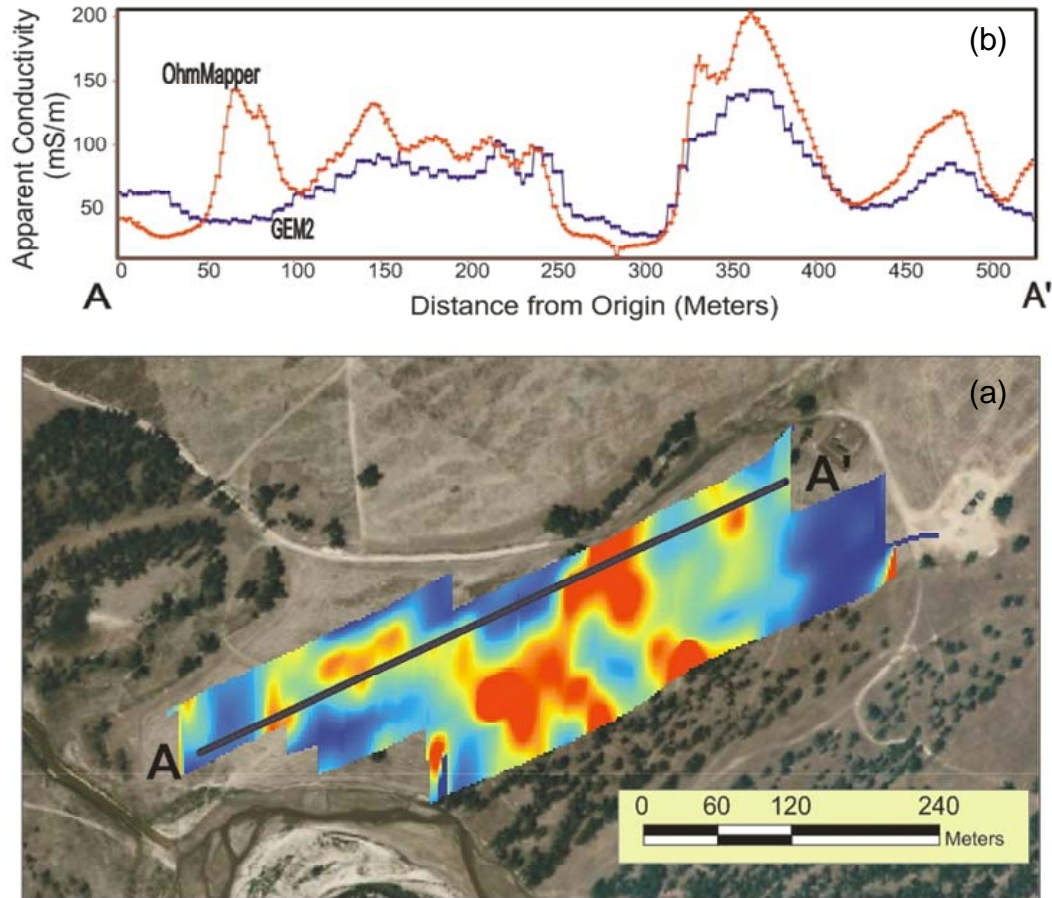 200
(b)
OhmMapper
150
Apparent Conductivity
(mS/m)
100
50
GEM2
0 50 100 150 200 250 300 350 400 450 500
A
A'
Distance from Origin (Meters)
(a)
A'
A
0 60 120 240
Meters